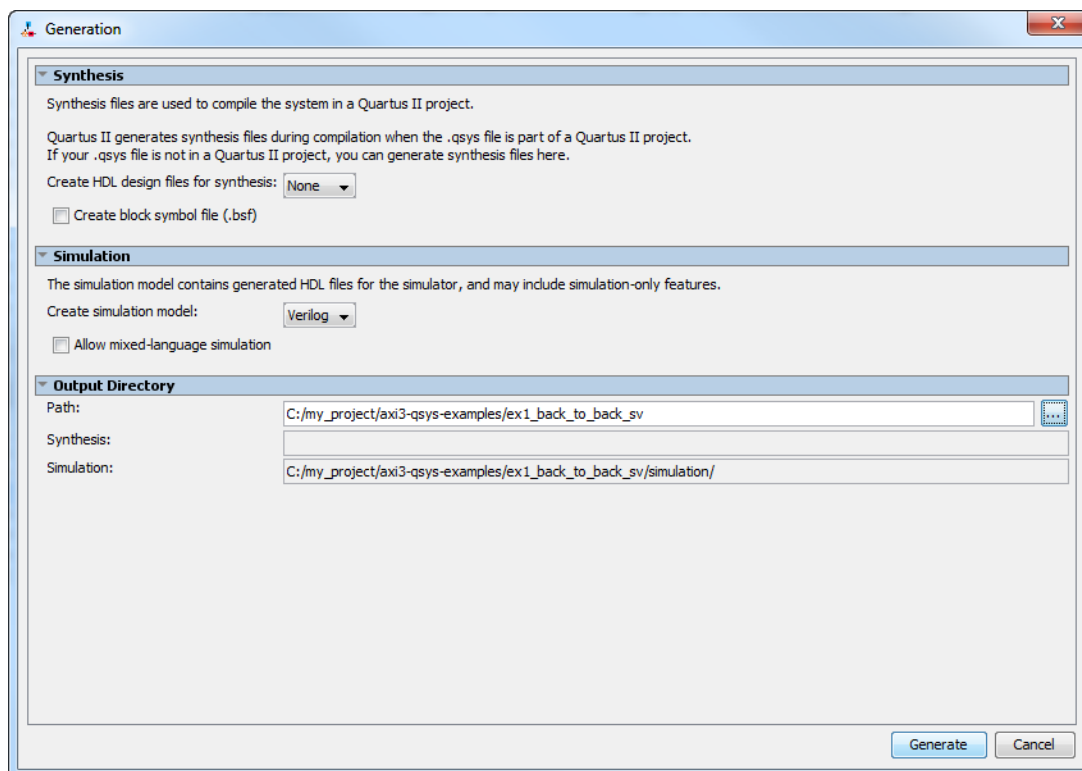 Generation
Synthesis
Synthesis files are used to compile the system in a Quartus II project.
Quartus II generates synthesis files during compilation when the .qsys file is part of a Quartus II project.
If your .qsys file is not in a Quartus II project, you can generate synthesis files here.
Create HDL design files for synthesis: None
Create block symbol file (.bsf)
Simulation
The simulation model contains generated HDL files for the simulator, and may include simulation-only features.
Create simulation model: Verilog
Allow mixed-language simulation
Output Directory
Path: C:/my_project/axi3-qsys-examples/ex1_back_to_back_sv ...
Synthesis:
Simulation: C:/my_project/axi3-qsys-examples/ex1_back_to_back_sv/simulation/
Generate Cancel